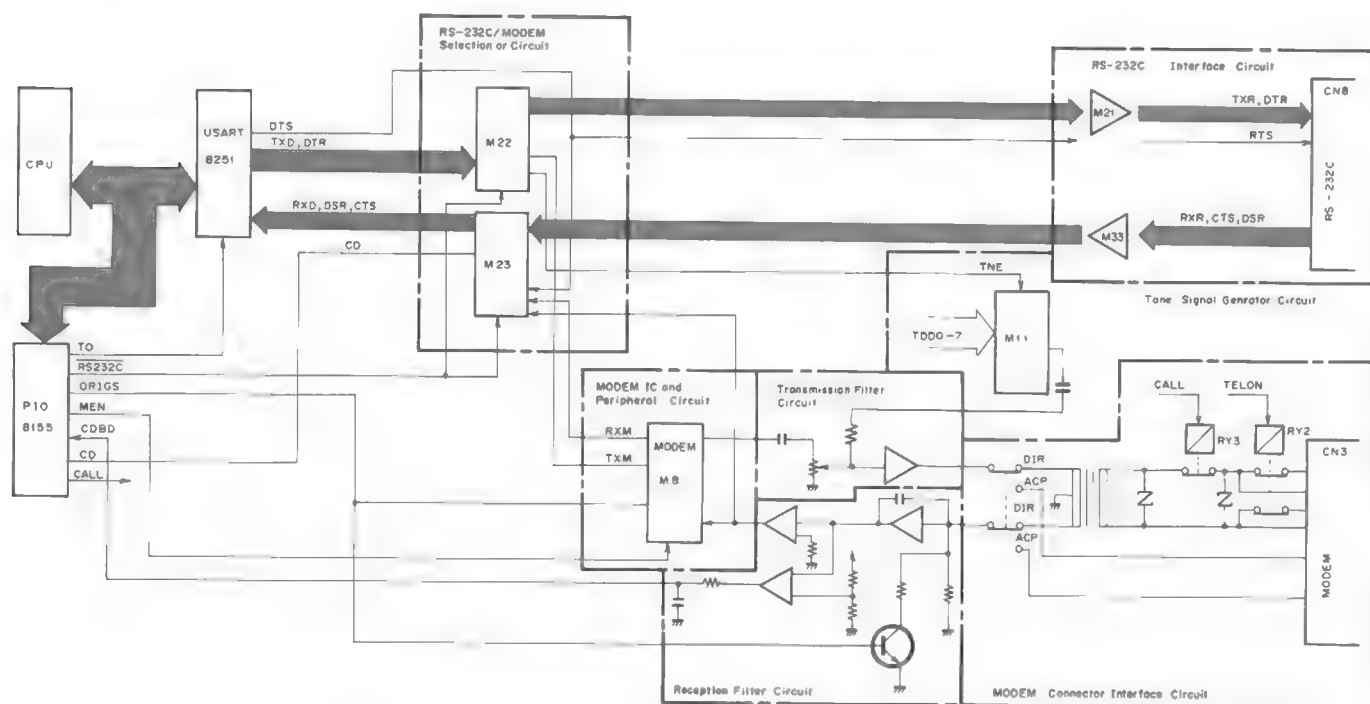 RS-232C/MODEM
Selection or Circuit
RS-232C Interface Circuit
CN8
RS-232C
CPU
USART
8251
DTS
TXD,DTR
RXD,DSR,CTS
CD
M22
M23
M21
TXR,DTR
RTS
M33
RXR,CTS,DSR
TNE
Tone Signal Genrator Circuit
TDD0-7
M11
PIO
8155
TO
RS232C
ORIGS
MEN
CDBD
CD
CALL
MODEM IC and
Peripheral Circuit
RXM
TXM
MODEM
M8
Transmission Filter
Circuit
CALL
TELON
RY3
RY2
CN3
MODEM
DIR
ACP
DIR
ACP
Reception Filter Circuit
MODEM Connector Interface Circuit